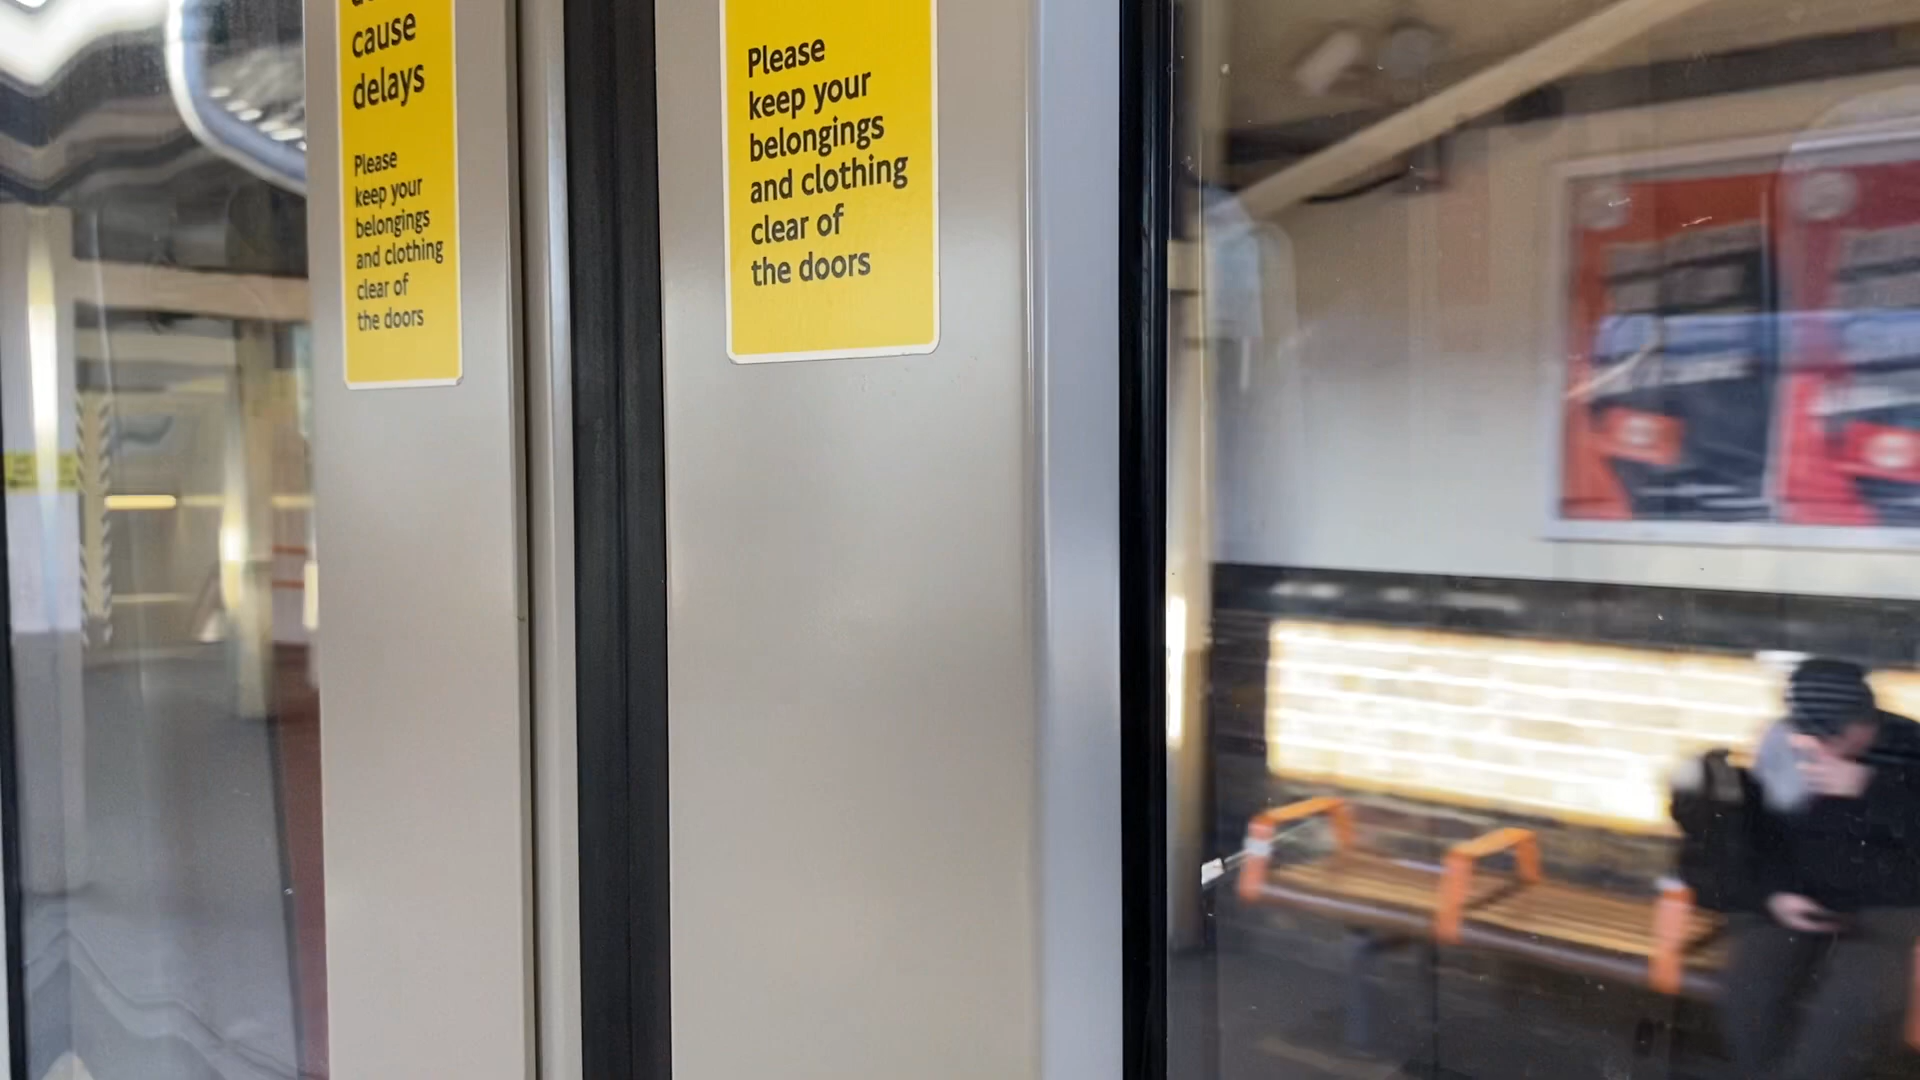 cause
delays
Please
keep your
belongings
and clothing
clear of
the doors
Please
keep your
belongings
and clothing
clear of
the doors